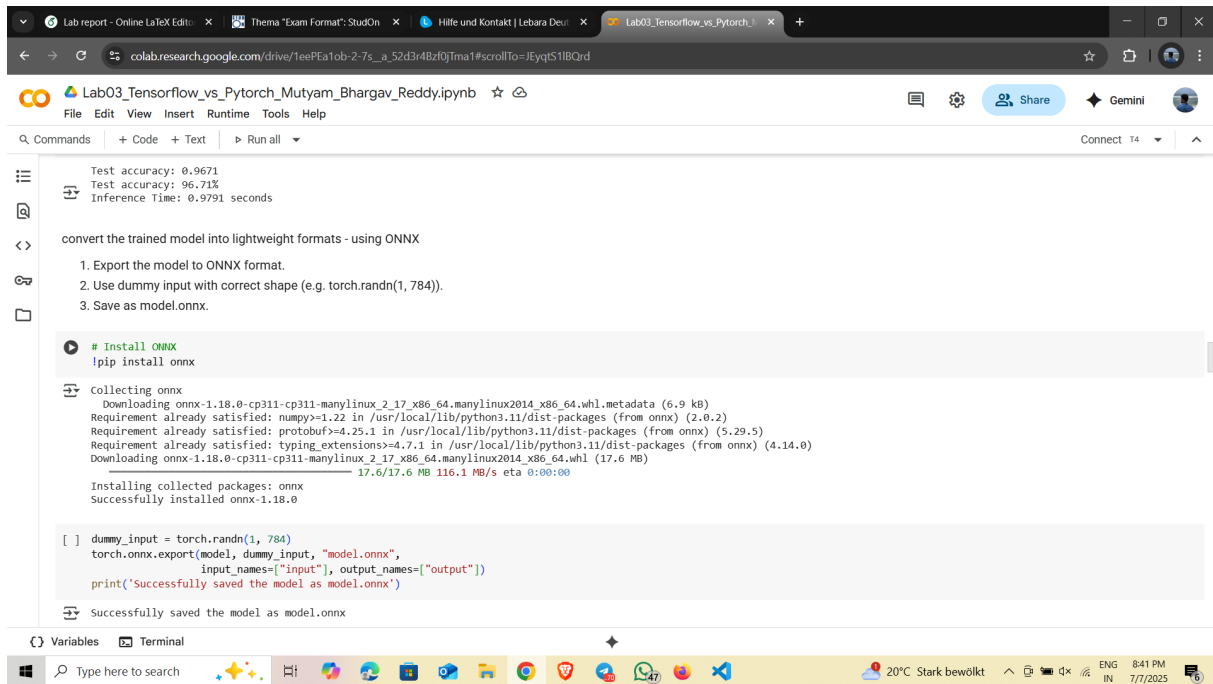 Lab report - Online LaTeX Edito
Thema "Exam Format": StudOn
Hilfe und Kontakt | Lebara Deut
Lab03_Tensorflow_vs_Pytorch_M
colab.research.google.com/drive/1eePEa1ob-2-7s__a_52d3r4Bzf0jTma1#scrollTo=JEyqtS1lBQrd
Lab03_Tensorflow_vs_Pytorch_Mutyam_Bhargav_Reddy.ipynb
File Edit View Insert Runtime Tools Help
Share
Gemini
Commands + Code + Text Run all
Connect T4
Test accuracy: 0.9671
Test accuracy: 96.71%
Inference Time: 0.9791 seconds
convert the trained model into lightweight formats - using ONNX
1. Export the model to ONNX format.
2. Use dummy input with correct shape (e.g. torch.randn(1, 784)).
3. Save as model.onnx.
# Install ONNX
!pip install onnx
Collecting onnx
Downloading onnx-1.18.0-cp311-cp311-manylinux_2_17_x86_64.manylinux2014_x86_64.whl.metadata (6.9 kB)
Requirement already satisfied: numpy>=1.22 in /usr/local/lib/python3.11/dist-packages (from onnx) (2.0.2)
Requirement already satisfied: protobuf>=4.25.1 in /usr/local/lib/python3.11/dist-packages (from onnx) (5.29.5)
Requirement already satisfied: typing_extensions>=4.7.1 in /usr/local/lib/python3.11/dist-packages (from onnx) (4.14.0)
Downloading onnx-1.18.0-cp311-cp311-manylinux_2_17_x86_64.manylinux2014_x86_64.whl (17.6 MB)
17.6/17.6 MB 116.1 MB/s eta 0:00:00
Installing collected packages: onnx
Successfully installed onnx-1.18.0
[ ] dummy_input = torch.randn(1, 784)
torch.onnx.export(model, dummy_input, "model.onnx",
input_names=["input"], output_names=["output"])
print('Successfully saved the model as model.onnx')
Successfully saved the model as model.onnx
{} Variables Terminal
Type here to search
47
20°C Stark bewölkt
ENG
IN
8:41 PM
7/7/2025
6